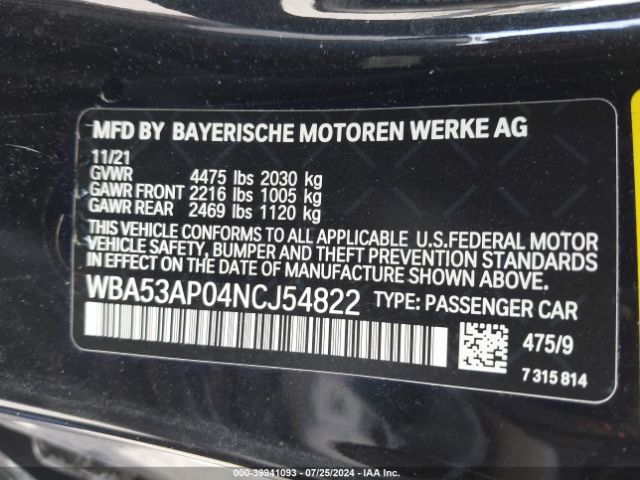 MFD BY BAYERISCHE MOTOREN WERKE AG
11/21
GVWR 4475 lbs 2030 kg
GAWR FRONT 2216 lbs 1005 kg
GAWR REAR 2469 lbs 1120 kg
THIS VEHICLE CONFORMS TO ALL APPLICABLE U.S.FEDERAL MOTOR
VEHICLE SAFETY, BUMPER AND THEFT PREVENTION STANDARDS
IN EFFECT ON THE DATE OF MANUFACTURE SHOWN ABOVE.
WBA53AP04NCJ54822 TYPE: PASSENGER CAR
475/9
7 315 814
000-39941093 - 07/25/2024 - IAA Inc.